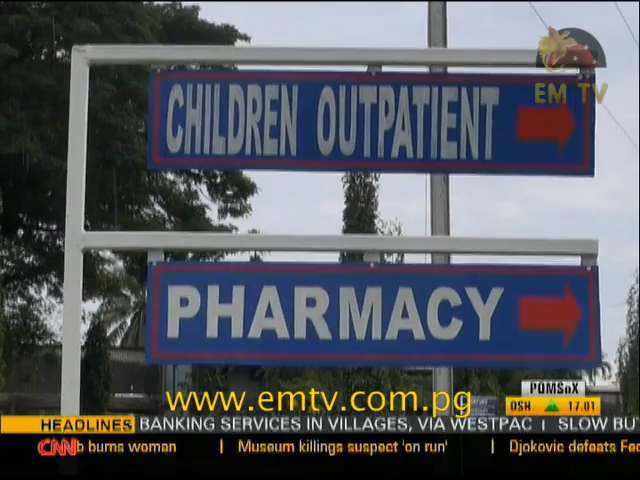 EM TV
CHILDREN OUTPATIENT
PHARMACY
www.emtv.com.pg
POMSoX
OSH 17.01
HEADLINES BANKING SERVICES IN VILLAGES, VIA WESTPAC | SLOW BU
CNN b burns woman | Museum killings suspect 'on run' | Djokovic defeats Fed